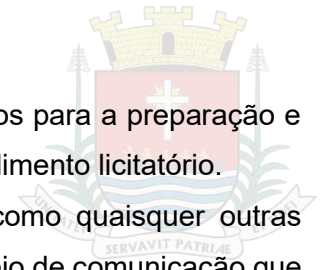 os para a preparação e
dimento licitatório.
como quaisquer outras
SERVAVIT PATRIAE
eio de comunicação que